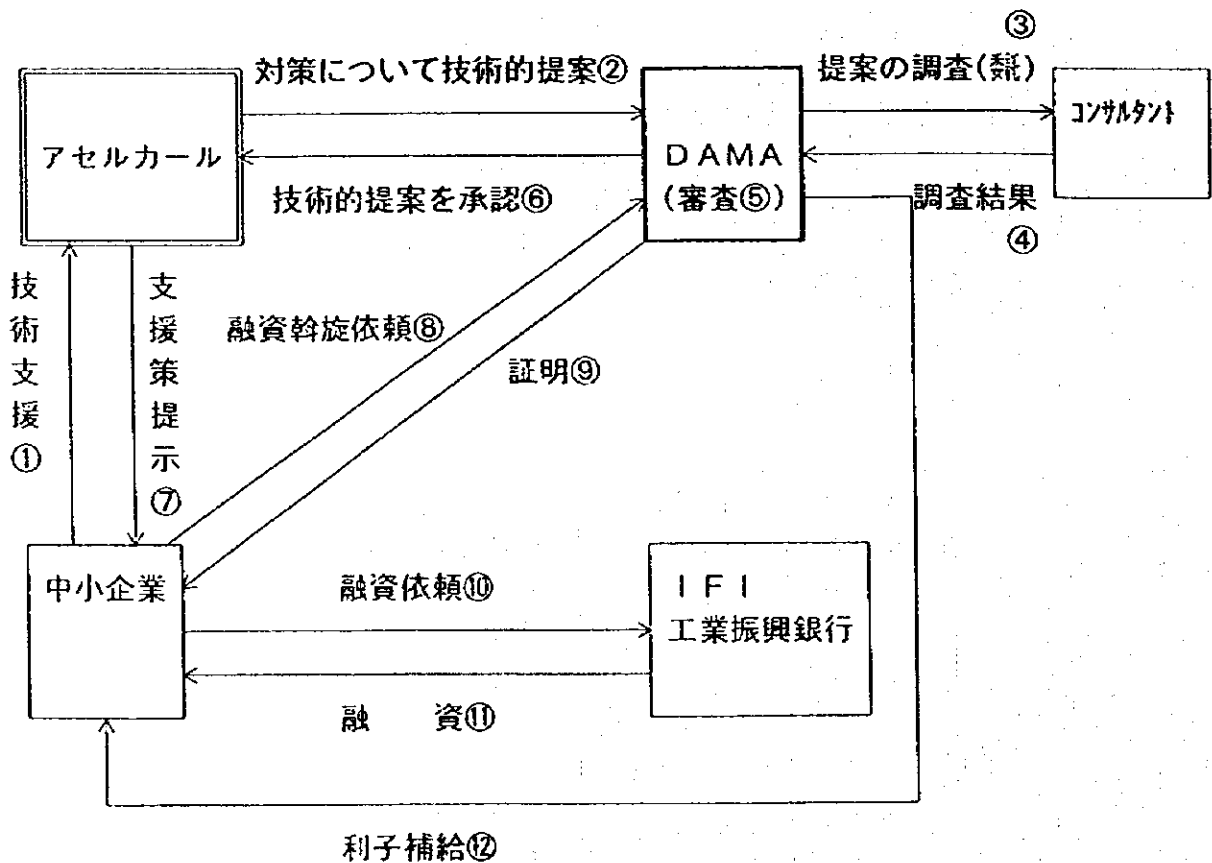 ③
対策について技術的提案②
提案の調査(委託)
コンサルタント
アセルカール
DAMA
(審査⑤)
技術的提案を承認⑥
調査結果
④
技術支援①
支援策提示⑦
融資斡旋依頼⑧
証明⑨
中小企業
融資依頼⑩
IFI
工業振興銀行
融 資⑪
利子補給⑫